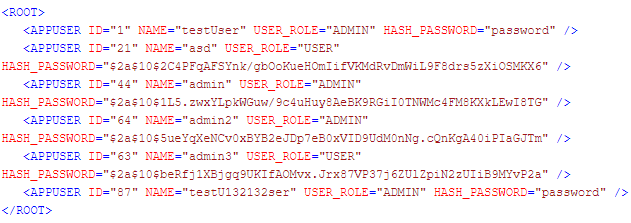 <ROOT>
<APPUSER ID="1" NAME="testUser" USER_ROLE="ADMIN" HASH_PASSWORD="password" />
<APPUSER ID="21" NAME="asd" USER_ROLE="USER"
HASH_PASSWORD="$2a$10$2C4PFqAFSYnk/gbOoKueHOmIifVKMdRvDmWiL9F8drs5zXiOSMKX6" />
<APPUSER ID="44" NAME="admin" USER_ROLE="ADMIN"
HASH_PASSWORD="$2a$10$1L5.zwxYLpkWGuw/9c4uHuy8AeBK9RGiI0TNWMc4FM8KXkLEwI8TG" />
<APPUSER ID="64" NAME="admin2" USER_ROLE="ADMIN"
HASH_PASSWORD="$2a$10$5ueYqXeNCv0xBYB2eJDp7eB0xVID9UdM0nNg.cQnKgA40iPIaGJTm" />
<APPUSER ID="63" NAME="admin3" USER_ROLE="USER"
HASH_PASSWORD="$2a$10$beRfjlXBjgq9UKIfAOMvx.Jrx87VP37j6ZUlZpiN2zUIiB9MYvP2a" />
<APPUSER ID="87" NAME="testU132132ser" USER_ROLE="ADMIN" HASH_PASSWORD="password" />
</ROOT>